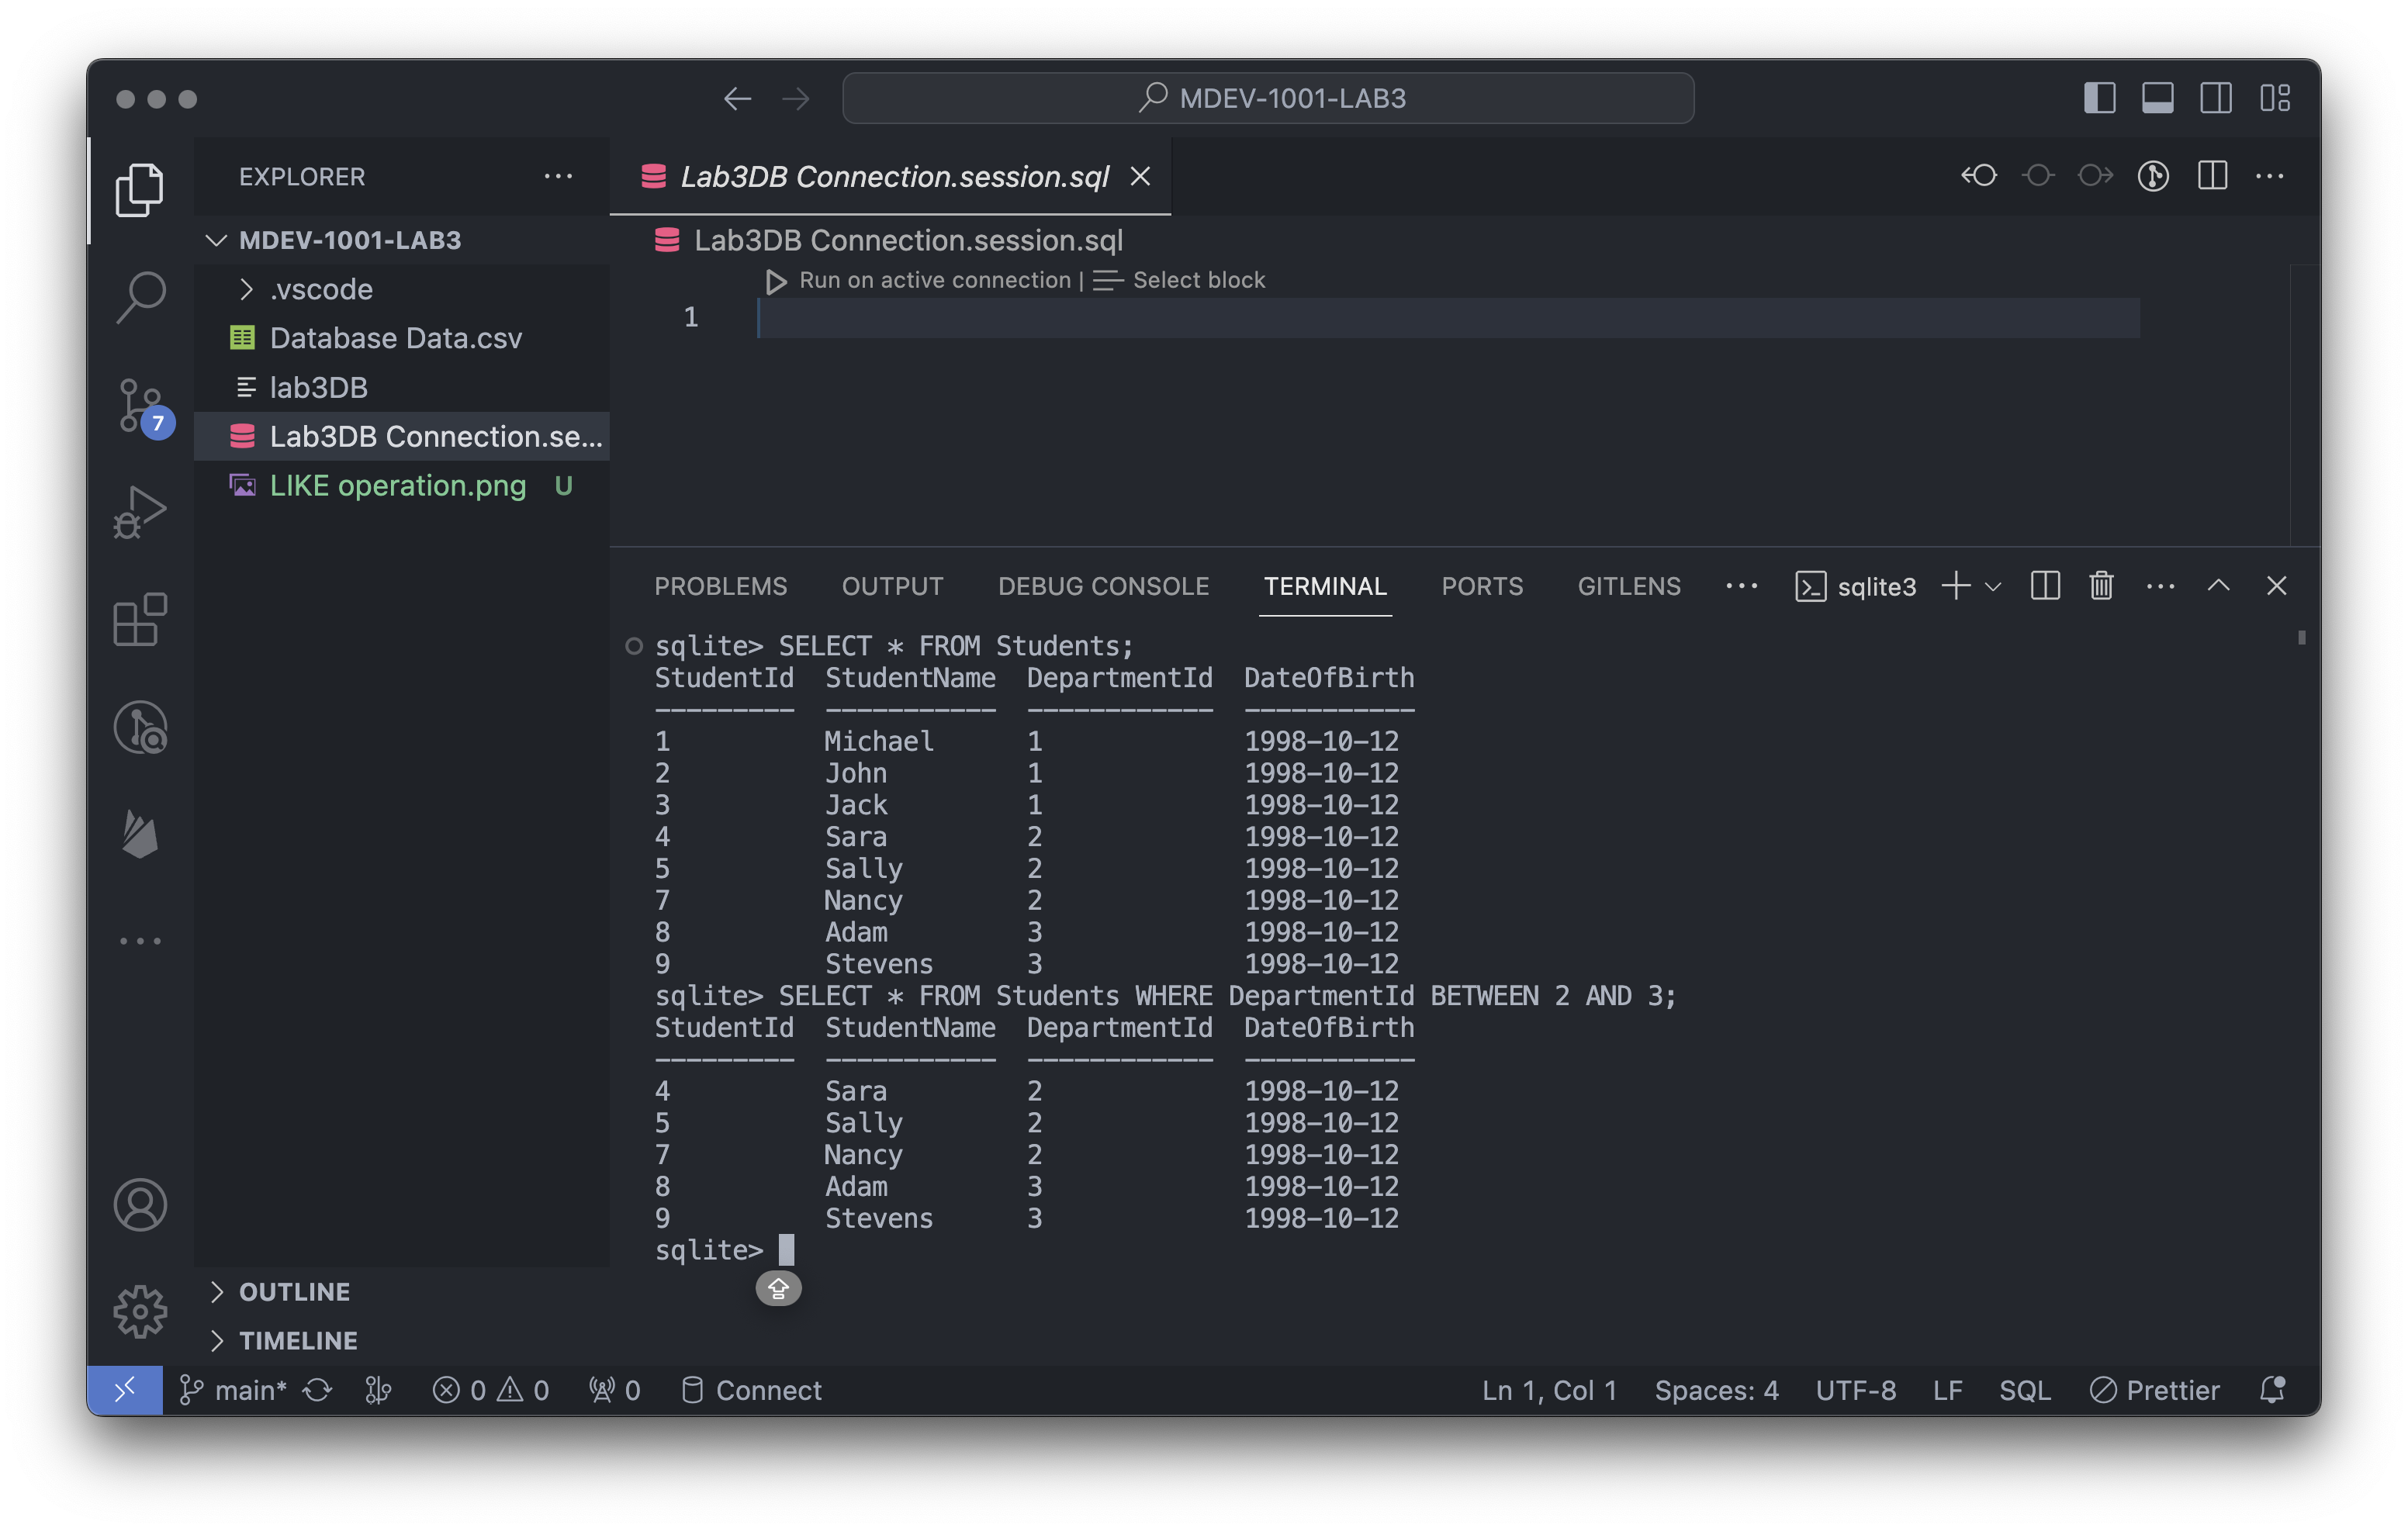 MDEV-1001-LAB3
EXPLORER
MDEV-1001-LAB3
.vscode
Database Data.csv
lab3DB
Lab3DB Connection.se...
LIKE operation.png U
7
OUTLINE
TIMELINE
Lab3DB Connection.session.sql
Lab3DB Connection.session.sql
Run on active connection | Select block
1
PROBLEMS OUTPUT DEBUG CONSOLE TERMINAL PORTS GITLENS sqlite3
sqlite> SELECT * FROM Students;
StudentId  StudentName  DepartmentId  DateOfBirth
---------  -----------  ------------  -----------
1          Michael      1             1998-10-12
2          John         1             1998-10-12
3          Jack         1             1998-10-12
4          Sara         2             1998-10-12
5          Sally        2             1998-10-12
7          Nancy        2             1998-10-12
8          Adam         3             1998-10-12
9          Stevens      3             1998-10-12
sqlite> SELECT * FROM Students WHERE DepartmentId BETWEEN 2 AND 3;
StudentId  StudentName  DepartmentId  DateOfBirth
---------  -----------  ------------  -----------
4          Sara         2             1998-10-12
5          Sally        2             1998-10-12
7          Nancy        2             1998-10-12
8          Adam         3             1998-10-12
9          Stevens      3             1998-10-12
sqlite>
main* 0 0 0 Connect Ln 1, Col 1 Spaces: 4 UTF-8 LF SQL Prettier